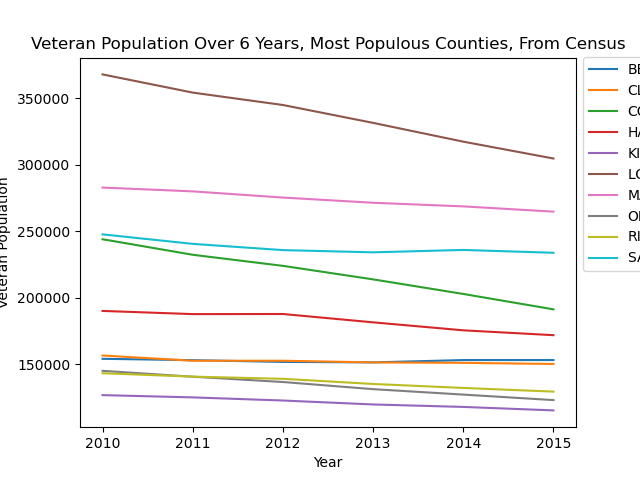 Veteran Population Over 6 Years, Most Populous Counties, From Census
Veteran Population
350000
300000
250000
200000
150000
2010 2011 2012 2013 2014 2015
Year
BE
CL
CO
HA
KI
LO
MA
OR
RI
SA